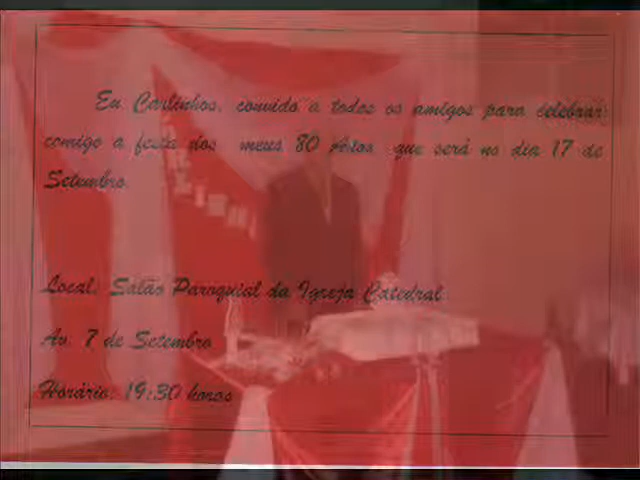 Eu Carlinhos, convido a todos os amigos para celebrar
comigo a festa dos meus 80 Anos que será no dia 17 de
Setembro.
Local: Salão Paroquial da Igreja Catedral
Av. 7 de Setembro
Horário: 19:30 horas